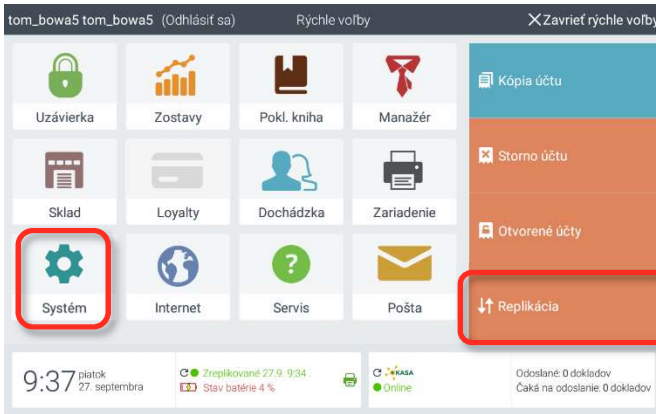 tom_bowa5 tom_bowa5 (Odhlásiť sa) Rýchle voľby Zavrieť rýchle voľby
Uzávierka Zostavy Pokl. kniha Manažér
Kópia účtu
Storno účtu
Sklad Loyalty Dochádzka Zariadenie
Otvorené účty
Systém Internet Servis Pošta
Replikácia
9:37 piatok
27. septembra
Zreplikované 27.9. 9:34
Stav batérie 4 %
KASA
Online
Odoslané: 0 dokladov
Čaká na odoslanie: 0 dokladov